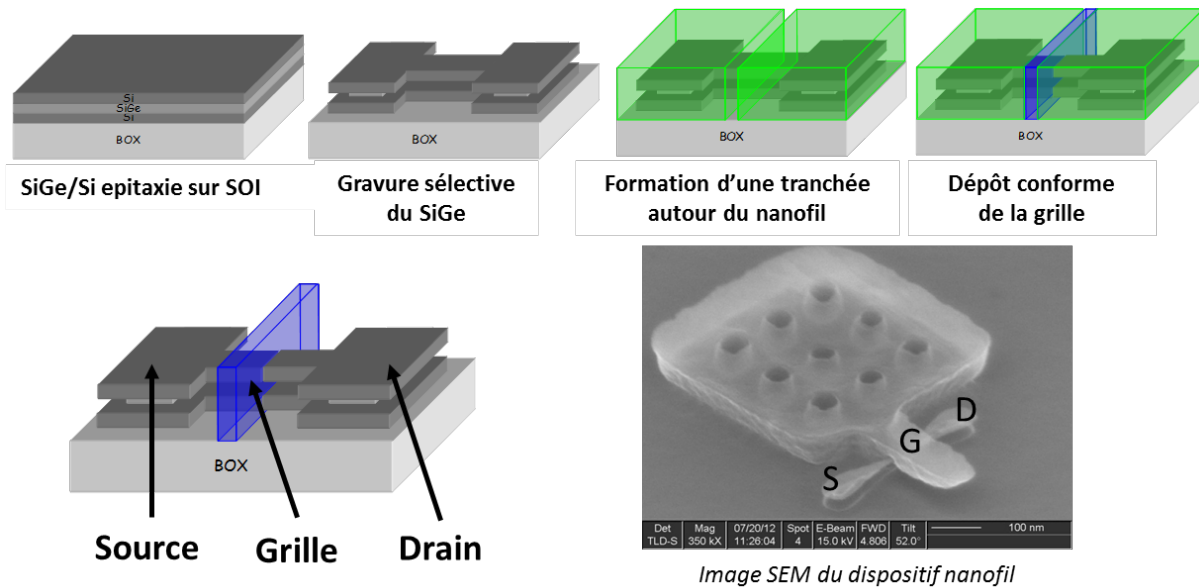 Si
SiGe
Si
BOX
BOX
BOX
BOX
SiGe/Si epitaxie sur SOI
Gravure sélective
du SiGe
Formation d'une tranchée
autour du nanofil
Dépôt conforme
de la grille
BOX
Source
Grille
Drain
D
G
S
Det Mag 07/20/12 Spot E-Beam FWD Tilt 100 nm
TLD-S 350 kX 11:26:04 4 15.0 kV 4.806 52.0°
Image SEM du dispositif nanofil